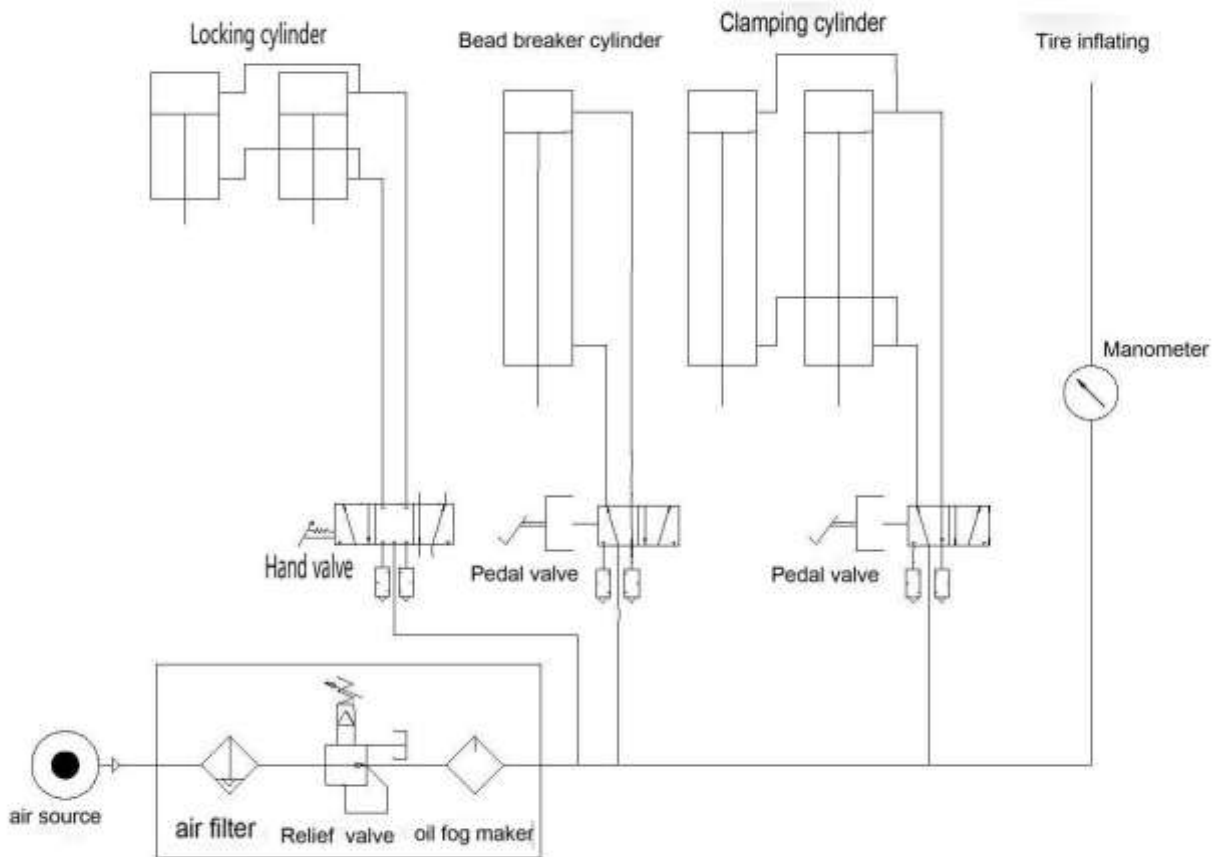 Locking cylinder
Bead breaker cylinder
Clamping cylinder
Tire inflating
Manometer
Hand valve
Pedal valve
Pedal valve
air source
air filter
Relief valve
oil fog maker